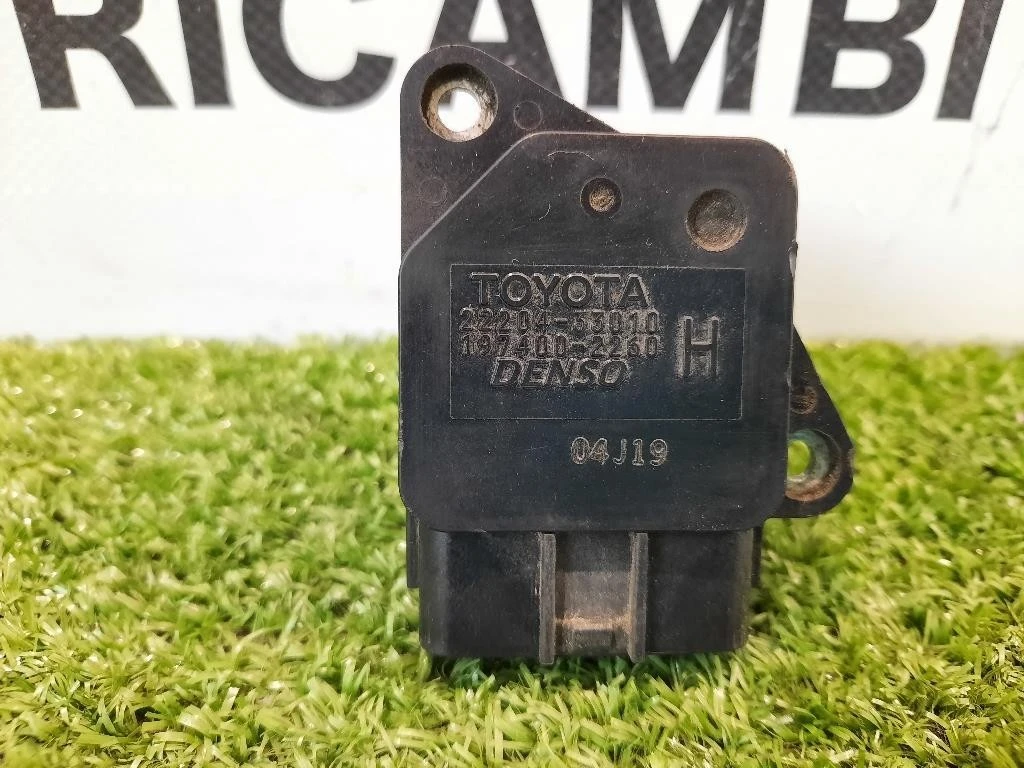 RICAMBI
TOYOTA
22204-33010
197400-2260
H
DENSO
04J19